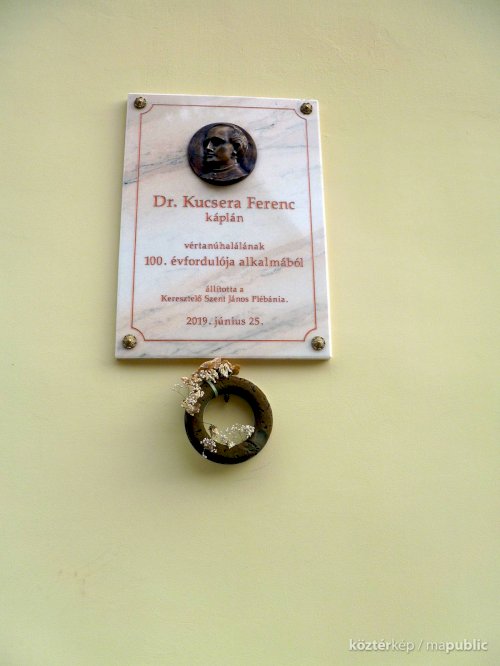 Dr. Kucsera Ferenc
káplán
vértanúhalálának
100. évfordulója alkalmából
állította a
Keresztelő Szent János Plébánia.
2019. június 25.
köztérkép / mapublic